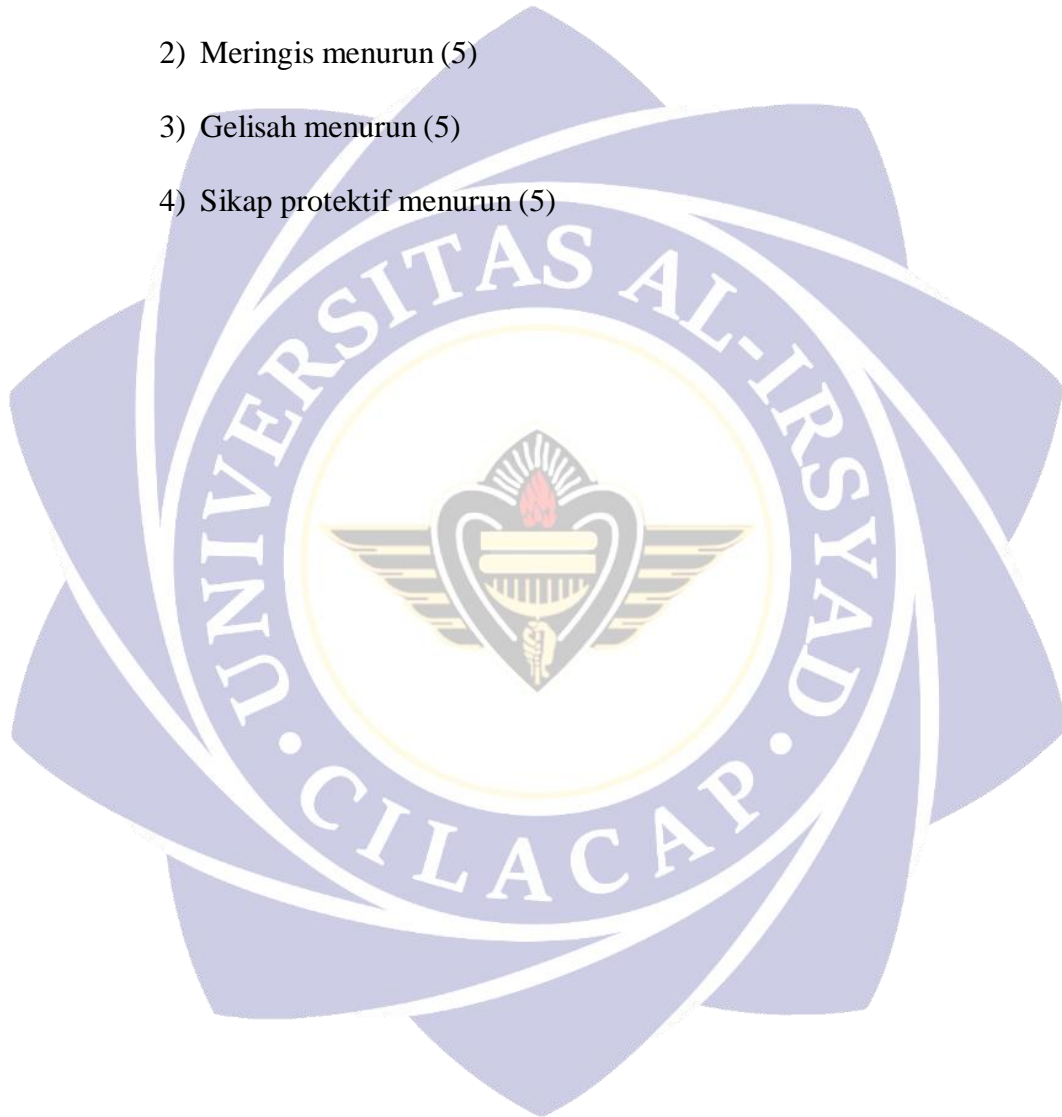 2) Meringis menurun (5)
3) Gelisah menurun (5)
4) Sikap protektif menurun (5)
UNIVERSITAS AL-IRSYAD
• CILACAP •